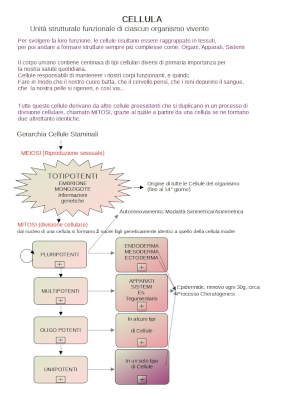 CELLULA
Unità strutturale funzionale di ciascun organismo vivente
Per svolgere la loro funzione, le cellule risultano essere raggruppate in tessuti,
per poi andare a formare strutture sempre più complesse come; Organi, Apparati, Sistemi
Il corpo umano contiene centinaia di tipi cellulari diversi di primaria importanza per
la nostra salute quotidiana.
Cellule responsabili di mantenere i nostri corpi funzionanti, e quindi;
Fare in modo che il nostro cuore batta, che il cervello pensi, che i reni depurino il sangue,
che la nostra pelle si rigeneri, e così via...
Tutte queste cellule derivano da altre cellule preesistenti che si duplicano in un processo di
divisione cellulare, chiamato MITOSI, grazie al quale a partire da una cellula se ne formano
due altrettanto identiche.
Gerarchia Cellule Staminali
MEIOSI (Riproduzione sessuale)
TOTIPOTENTI
EMBRIONE
MONOZIGOTE
Informazioni
genetiche
Origine di tutte le Cellule del organismo
(fino al 14° giorno)
Autorinnovamento; Modalità Simmetrica/Asimmetrica
MITOSI (divisione cellulare)
dal nucleo di una cellula si formano 2 nuclei figli geneticamente identici a quello della cellula madre
PLURIPOTENTI
ENDODERMA
MESODERMA
ECTODERMA
MULTIPOTENTI
APPARATI
SISTEMI
Es.
Tegumentario
Epidermide, rinnovo ogni 30g. circa
Processo Cheratogenesi
OLIGO POTENTI
In alcuni tipi
di Cellule
UNIPOTENTI
In un solo tipo
di Cellule